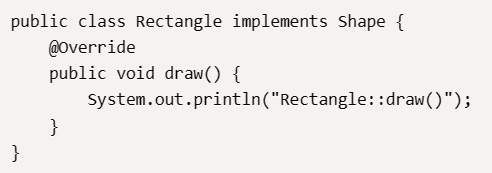 public class Rectangle implements Shape {
    @Override
    public void draw() {
        System.out.println("Rectangle::draw()");
    }
}